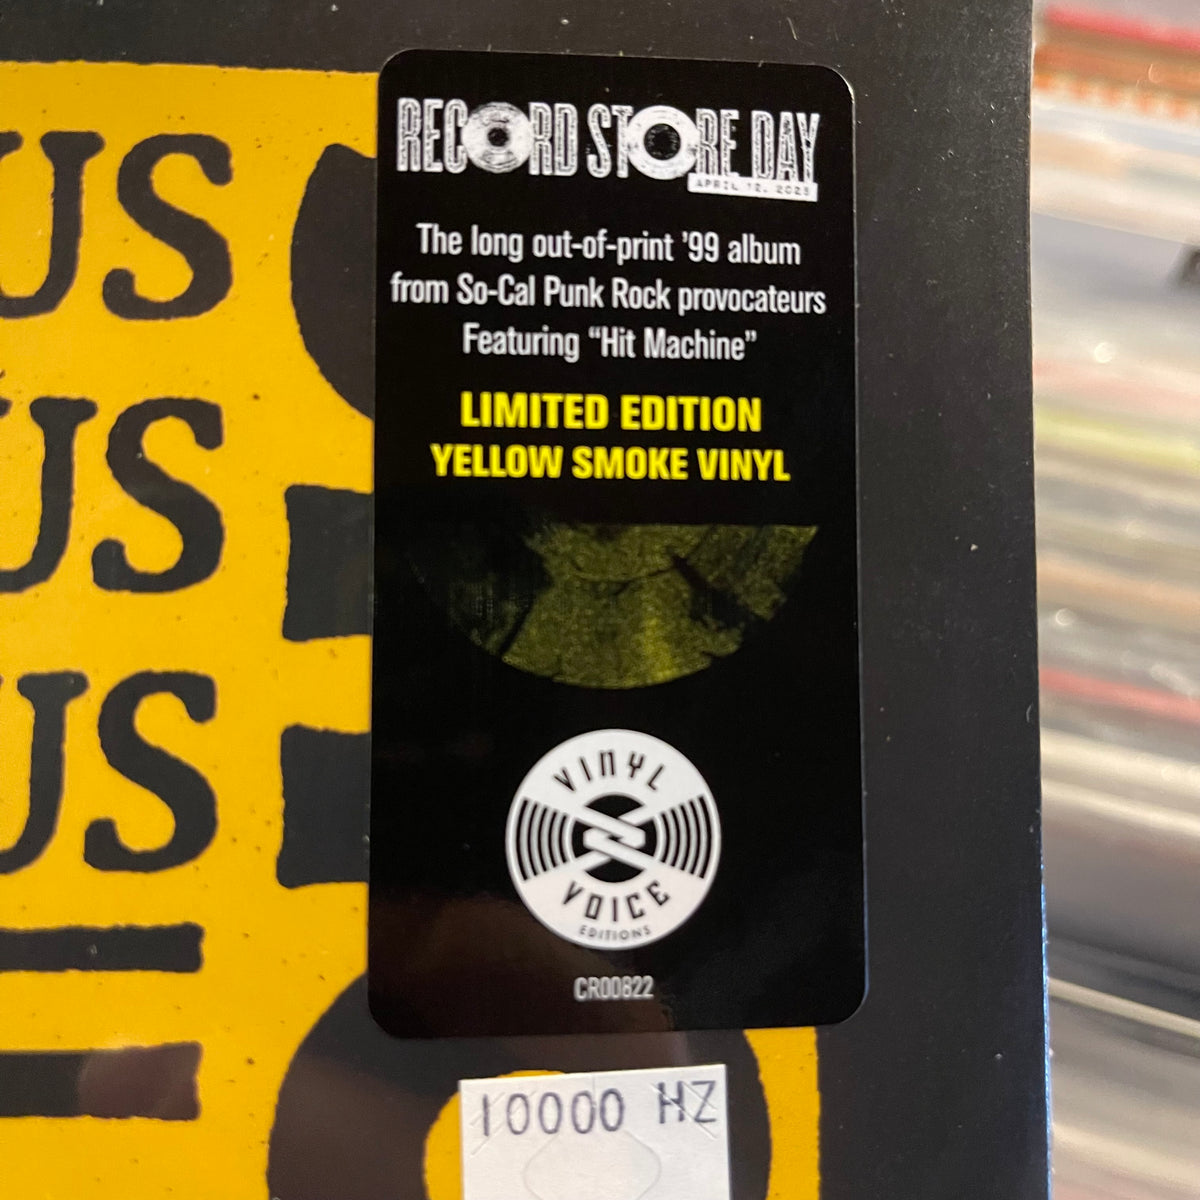 US
US
US
RECORD STORE DAY
APRIL 12, 2025
The long out-of-print '99 album
from So-Cal Punk Rock provocateurs
Featuring “Hit Machine”
LIMITED EDITION
YELLOW SMOKE VINYL
VINYL
VOICE
EDITIONS
CR00822
10000 HZ